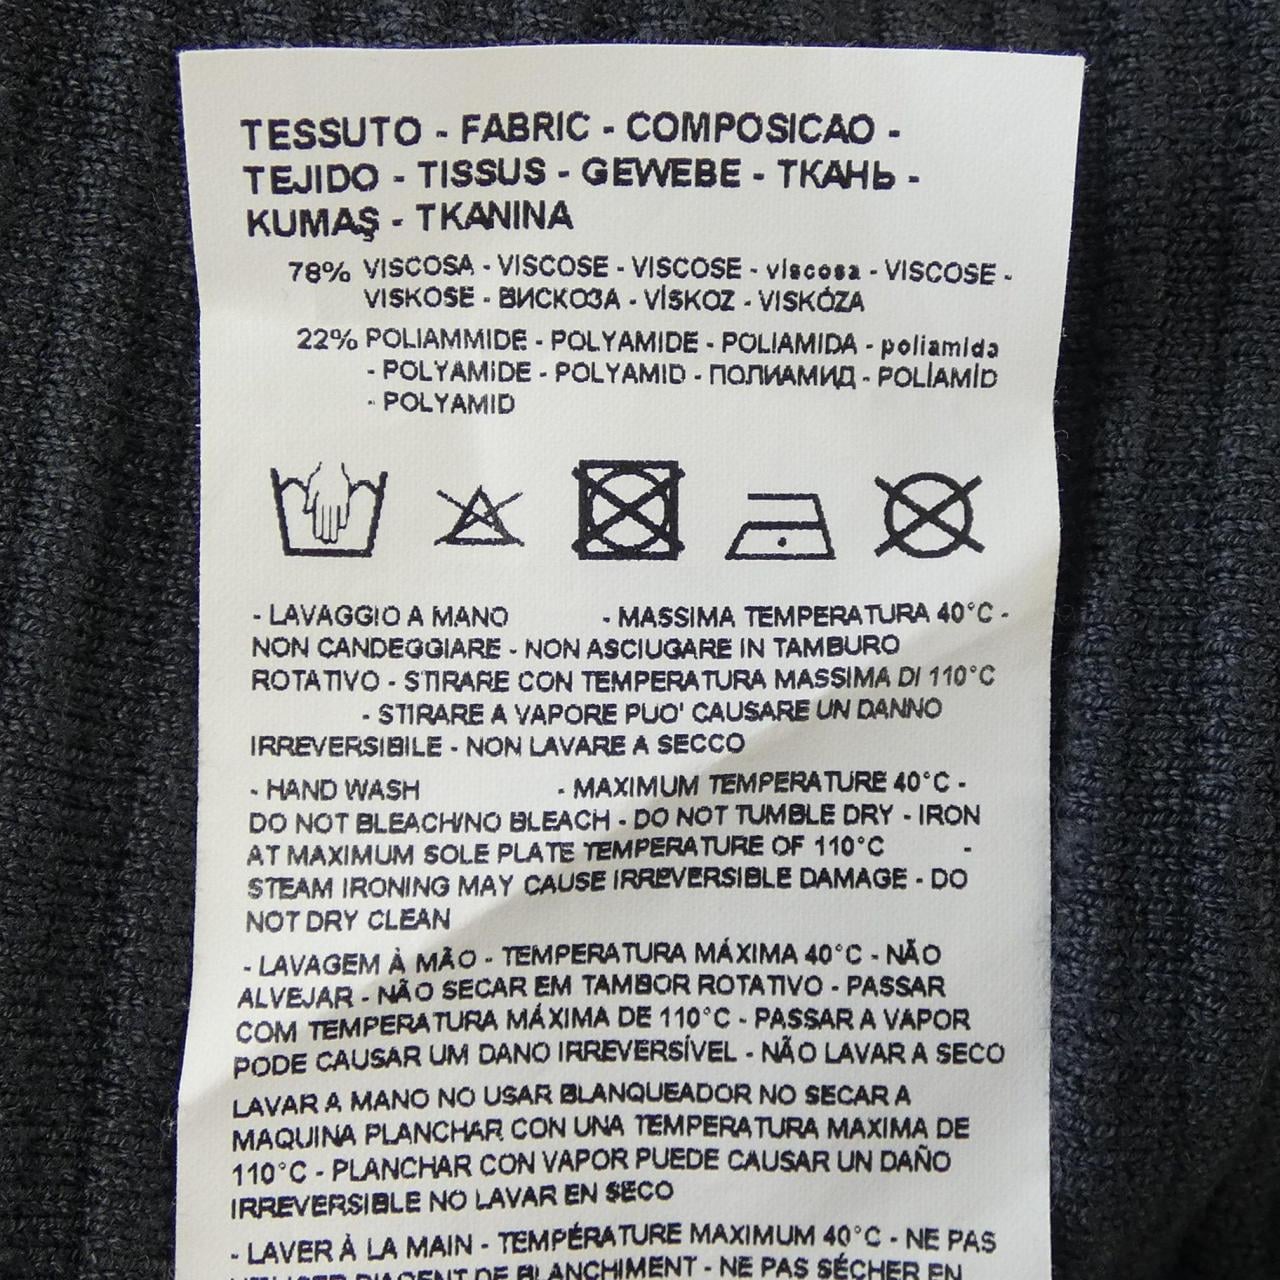 TESSUTO - FABRIC - COMPOSICAO -
TEJIDO - TISSUS - GEWEBE - ТКАНЬ -
KUMAŞ - TKANINA
78% VISCOSA - VISCOSE - VISCOSE - viscosa - VISCOSE -
VISKOSE - ВИСКОЗА - VİSKOZ - VISKÓZA
22% POLIAMMIDE - POLYAMIDE - POLIAMIDA - poliamida
- POLYAMIDE - POLYAMID - ПОЛИАМИД - POLİAMİD
- POLYAMID
- LAVAGGIO A MANO - MASSIMA TEMPERATURA 40°C -
NON CANDEGGIARE - NON ASCIUGARE IN TAMBURO
ROTATIVO - STIRARE CON TEMPERATURA MASSIMA DI 110°C
- STIRARE A VAPORE PUO' CAUSARE UN DANNO
IRREVERSIBILE - NON LAVARE A SECCO
- HAND WASH - MAXIMUM TEMPERATURE 40°C -
DO NOT BLEACH/NO BLEACH - DO NOT TUMBLE DRY - IRON
AT MAXIMUM SOLE PLATE TEMPERATURE OF 110°C -
STEAM IRONING MAY CAUSE IRREVERSIBLE DAMAGE - DO
NOT DRY CLEAN
- LAVAGEM À MÃO - TEMPERATURA MÁXIMA 40°C - NÃO
ALVEJAR - NÃO SECAR EM TAMBOR ROTATIVO - PASSAR
COM TEMPERATURA MÁXIMA DE 110°C - PASSAR A VAPOR
PODE CAUSAR UM DANO IRREVERSÍVEL - NÃO LAVAR A SECO
LAVAR A MANO NO USAR BLANQUEADOR NO SECAR A
MAQUINA PLANCHAR CON UNA TEMPERATURA MAXIMA DE
110°C - PLANCHAR CON VAPOR PUEDE CAUSAR UN DAÑO
IRREVERSIBLE NO LAVAR EN SECO
- LAVER À LA MAIN - TEMPÉRATURE MAXIMUM 40°C - NE PAS
UTILISER D'AGENT DE BLANCHIMENT - NE PAS SÉCHER EN